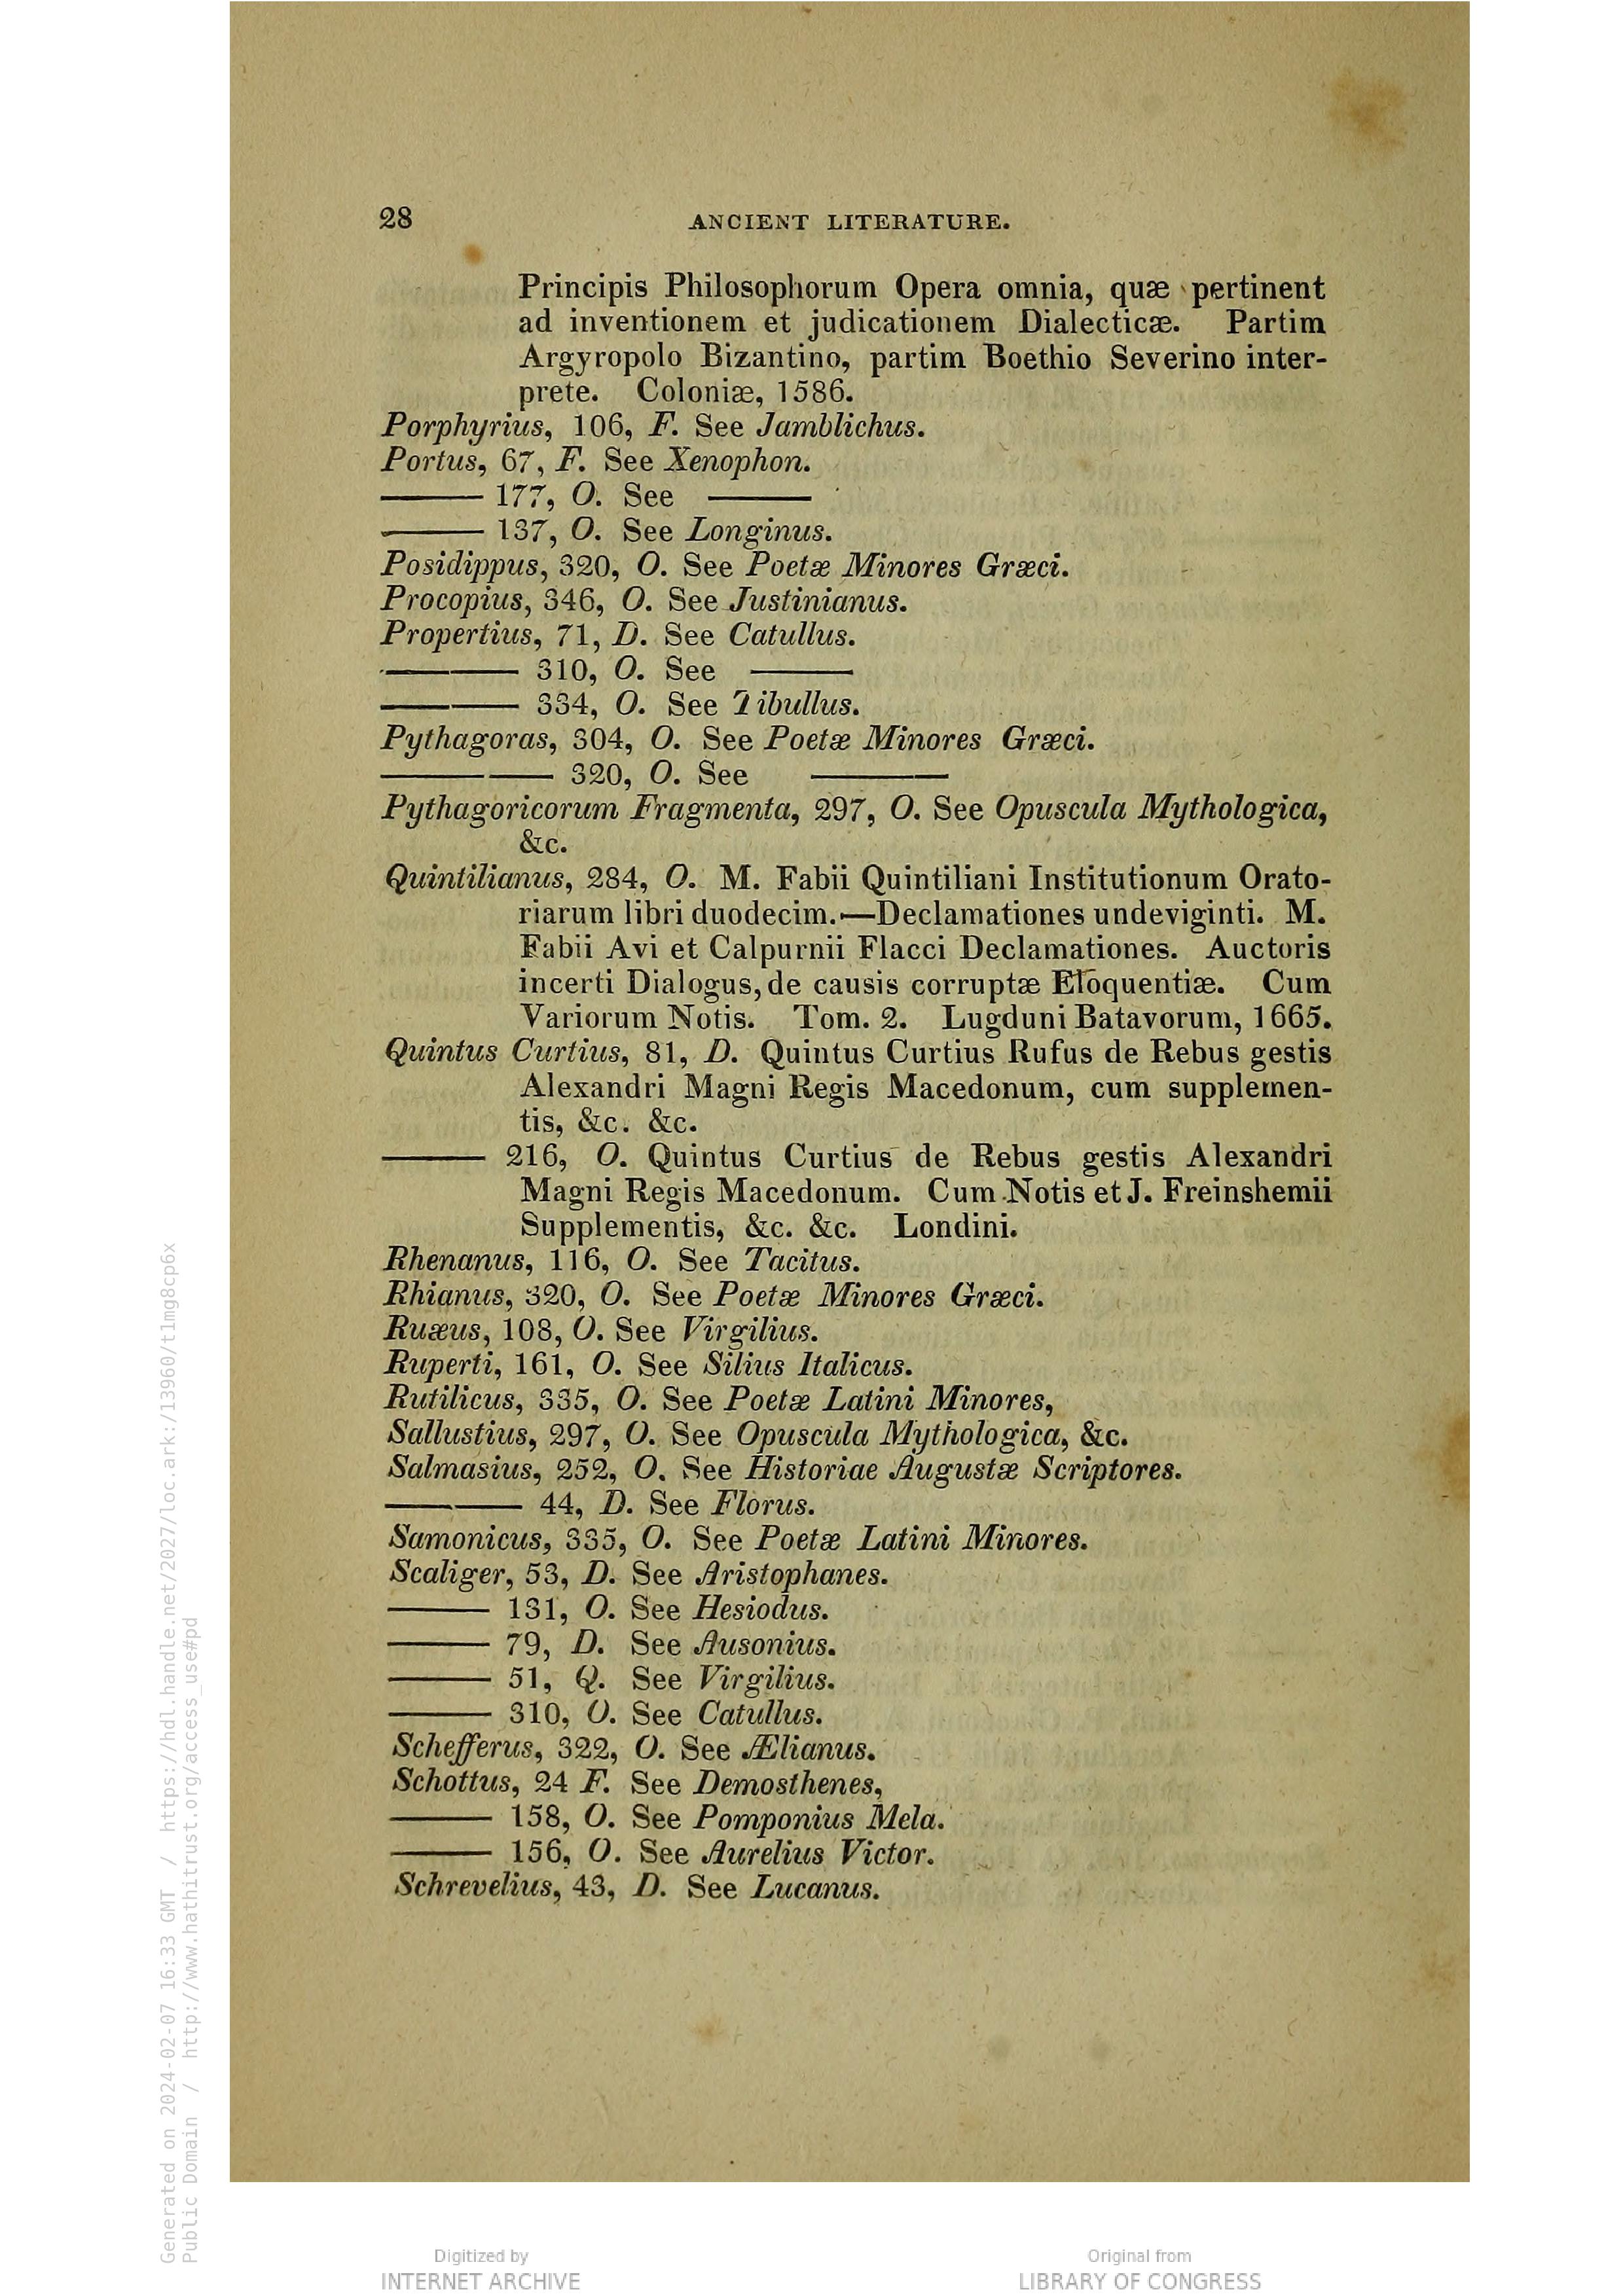 28 ANCIENT LITERATURE.
Principis Philosophorum Opera omnia, quæ pertinent
ad inventionem et judicationem Dialecticæ. Partim
Argyropolo Bizantino, partim Boethio Severino inter-
prete. Coloniæ, 1586.
Porphyrius, 106, F. See Jamblichus.
Portus, 67, F. See Xenophon.
——— 177, O. See ———
——— 137, O. See Longinus.
Posidippus, 320, O. See Poetæ Minores Græci.
Procopius, 346, O. See Justinianus.
Propertius, 71, D. See Catullus.
———— 310, O. See ———
———— 334, O. See Tibullus.
Pythagoras, 304, O. See Poetæ Minores Græci.
————— 320, O. See ————
Pythagoricorum Fragmenta, 297, O. See Opuscula Mythologica,
&c.
Quintilianus, 284, O. M. Fabii Quintiliani Institutionum Orato-
riarum libri duodecim.—Declamationes undeviginti. M.
Fabii Avi et Calpurnii Flacci Declamationes. Auctoris
incerti Dialogus, de causis corruptæ Eloquentiæ. Cum
Variorum Notis. Tom. 2. Lugduni Batavorum, 1665.
Quintus Curtius, 81, D. Quintus Curtius Rufus de Rebus gestis
Alexandri Magni Regis Macedonum, cum supplemen-
tis, &c. &c.
——— 216, O. Quintus Curtius de Rebus gestis Alexandri
Magni Regis Macedonum. Cum Notis et J. Freinshemii
Supplementis, &c. &c. Londini.
Rhenanus, 116, O. See Tacitus.
Rhianus, 320, O. See Poetæ Minores Græci.
Ruæus, 108, O. See Virgilius.
Ruperti, 161, O. See Silius Italicus.
Rutilicus, 335, O. See Poetæ Latini Minores,
Sallustius, 297, O. See Opuscula Mythologica, &c.
Salmasius, 252, O. See Historiae Augustæ Scriptores.
———— 44, D. See Florus.
Samonicus, 335, O. See Poetæ Latini Minores.
Scaliger, 53, D. See Aristophanes.
——— 131, O. See Hesiodus.
——— 79, D. See Ausonius.
——— 51, Q. See Virgilius.
——— 310, O. See Catullus.
Schefferus, 322, O. See Ælianus.
Schottus, 24 F. See Demosthenes,
——— 158, O. See Pomponius Mela.
——— 156, O. See Aurelius Victor.
Schrevelius, 43, D. See Lucanus.
Generated on 2024-02-07 16:33 GMT / https://hdl.handle.net/2027/loc.ark:/13960/t1mg8cp6x
Public Domain / http://www.hathitrust.org/access_use#pd
Digitized by
INTERNET ARCHIVE
Original from
LIBRARY OF CONGRESS